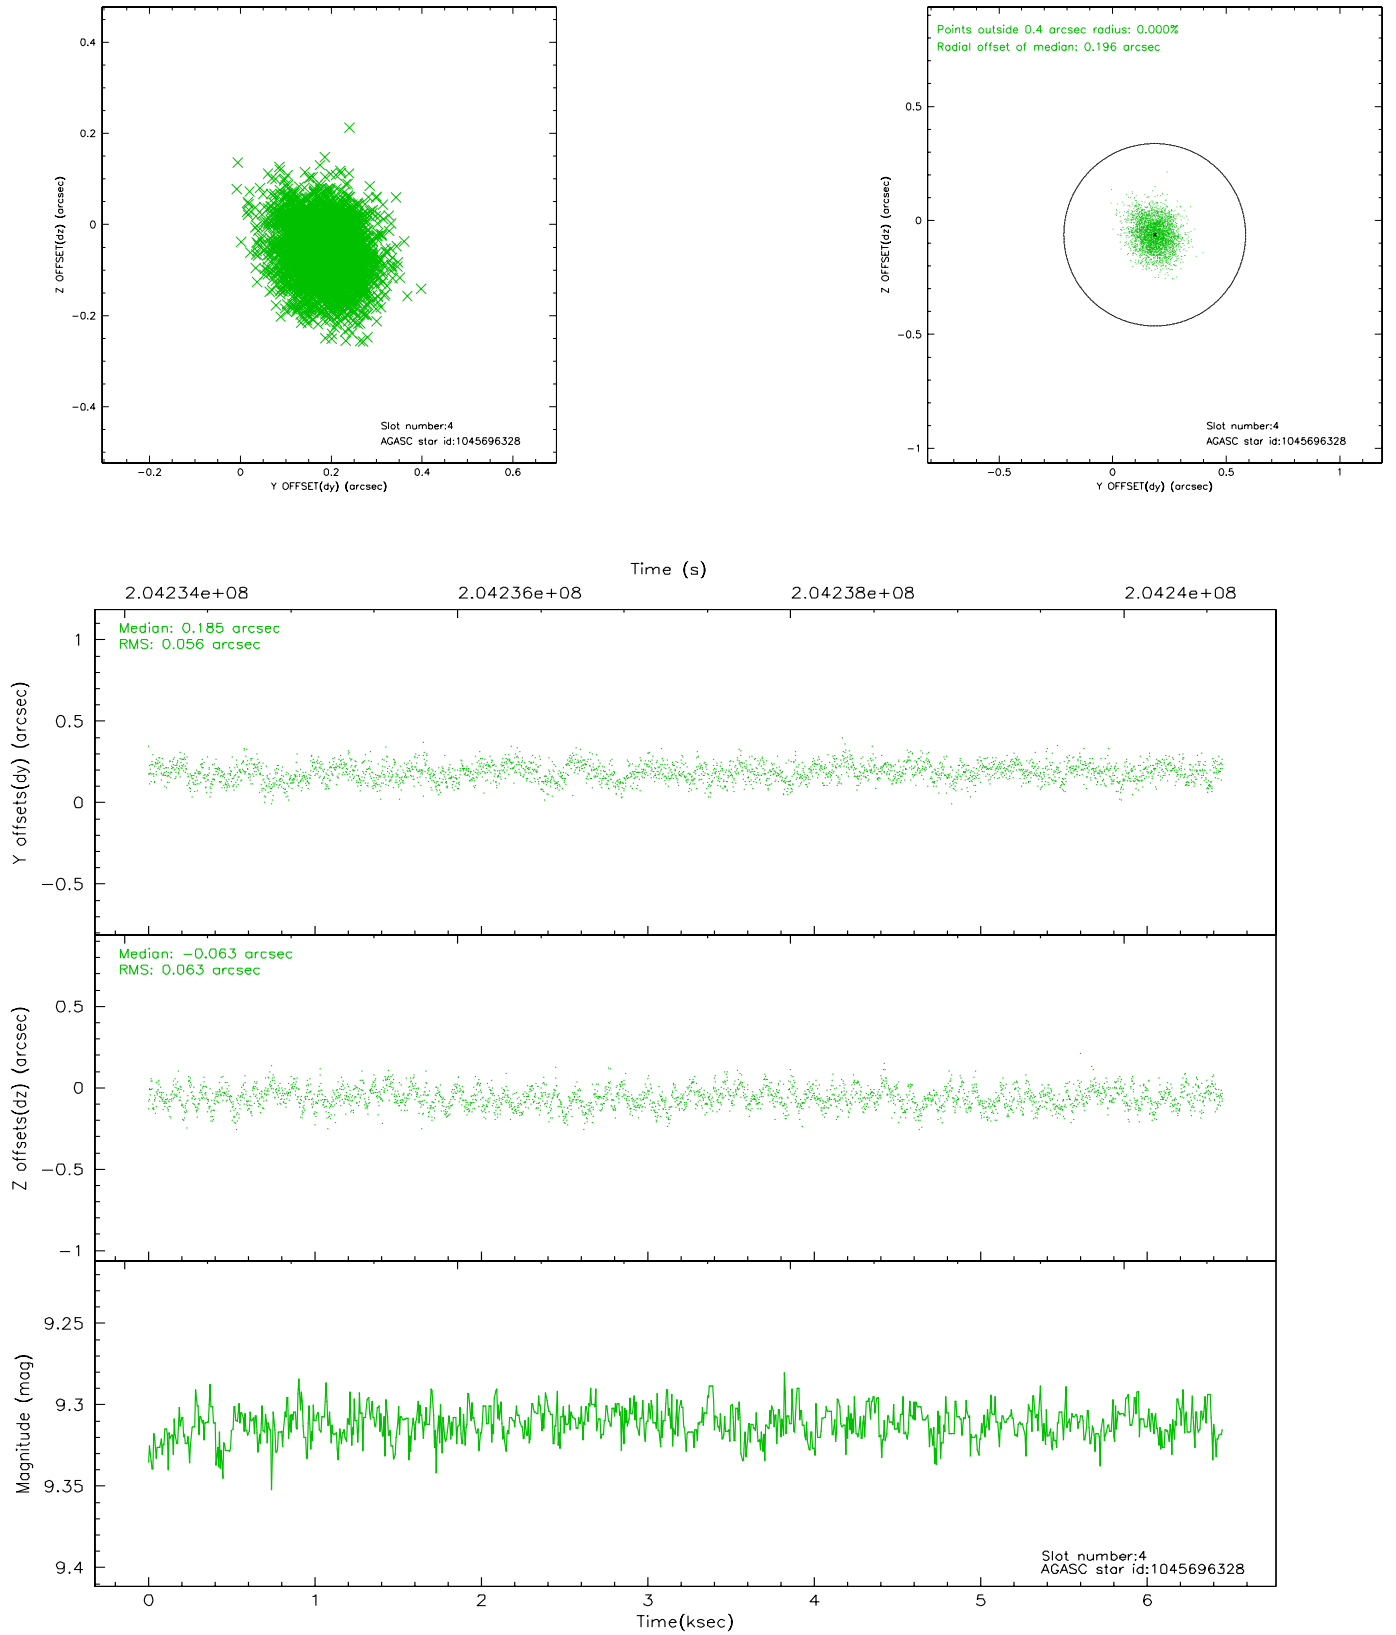 0.4
0.2
0
-0.2
-0.4
Z OFFSET(dz) (arcsec)
Slot number:4
AGASC star id:1045696328
-0.2 0 0.2 0.4 0.6
Y OFFSET(dy) (arcsec)
Points outside 0.4 arcsec radius: 0.000%
Radial offset of median: 0.196 arcsec
0.5
0
-0.5
-1
Z OFFSET(dz) (arcsec)
Slot number:4
AGASC star id:1045696328
-0.5 0 0.5 1
Y OFFSET(dy) (arcsec)
Time (s)
2.04234e+08 2.04236e+08 2.04238e+08 2.0424e+08
Median: 0.185 arcsec
RMS: 0.056 arcsec
1
0.5
0
-0.5
Y offsets(dy) (arcsec)
Median: -0.063 arcsec
RMS: 0.063 arcsec
0.5
0
-0.5
-1
Z offsets(dz) (arcsec)
9.25
9.3
9.35
9.4
Magnitude (mag)
Slot number:4
AGASC star id:1045696328
0 1 2 3 4 5 6
Time(ksec)